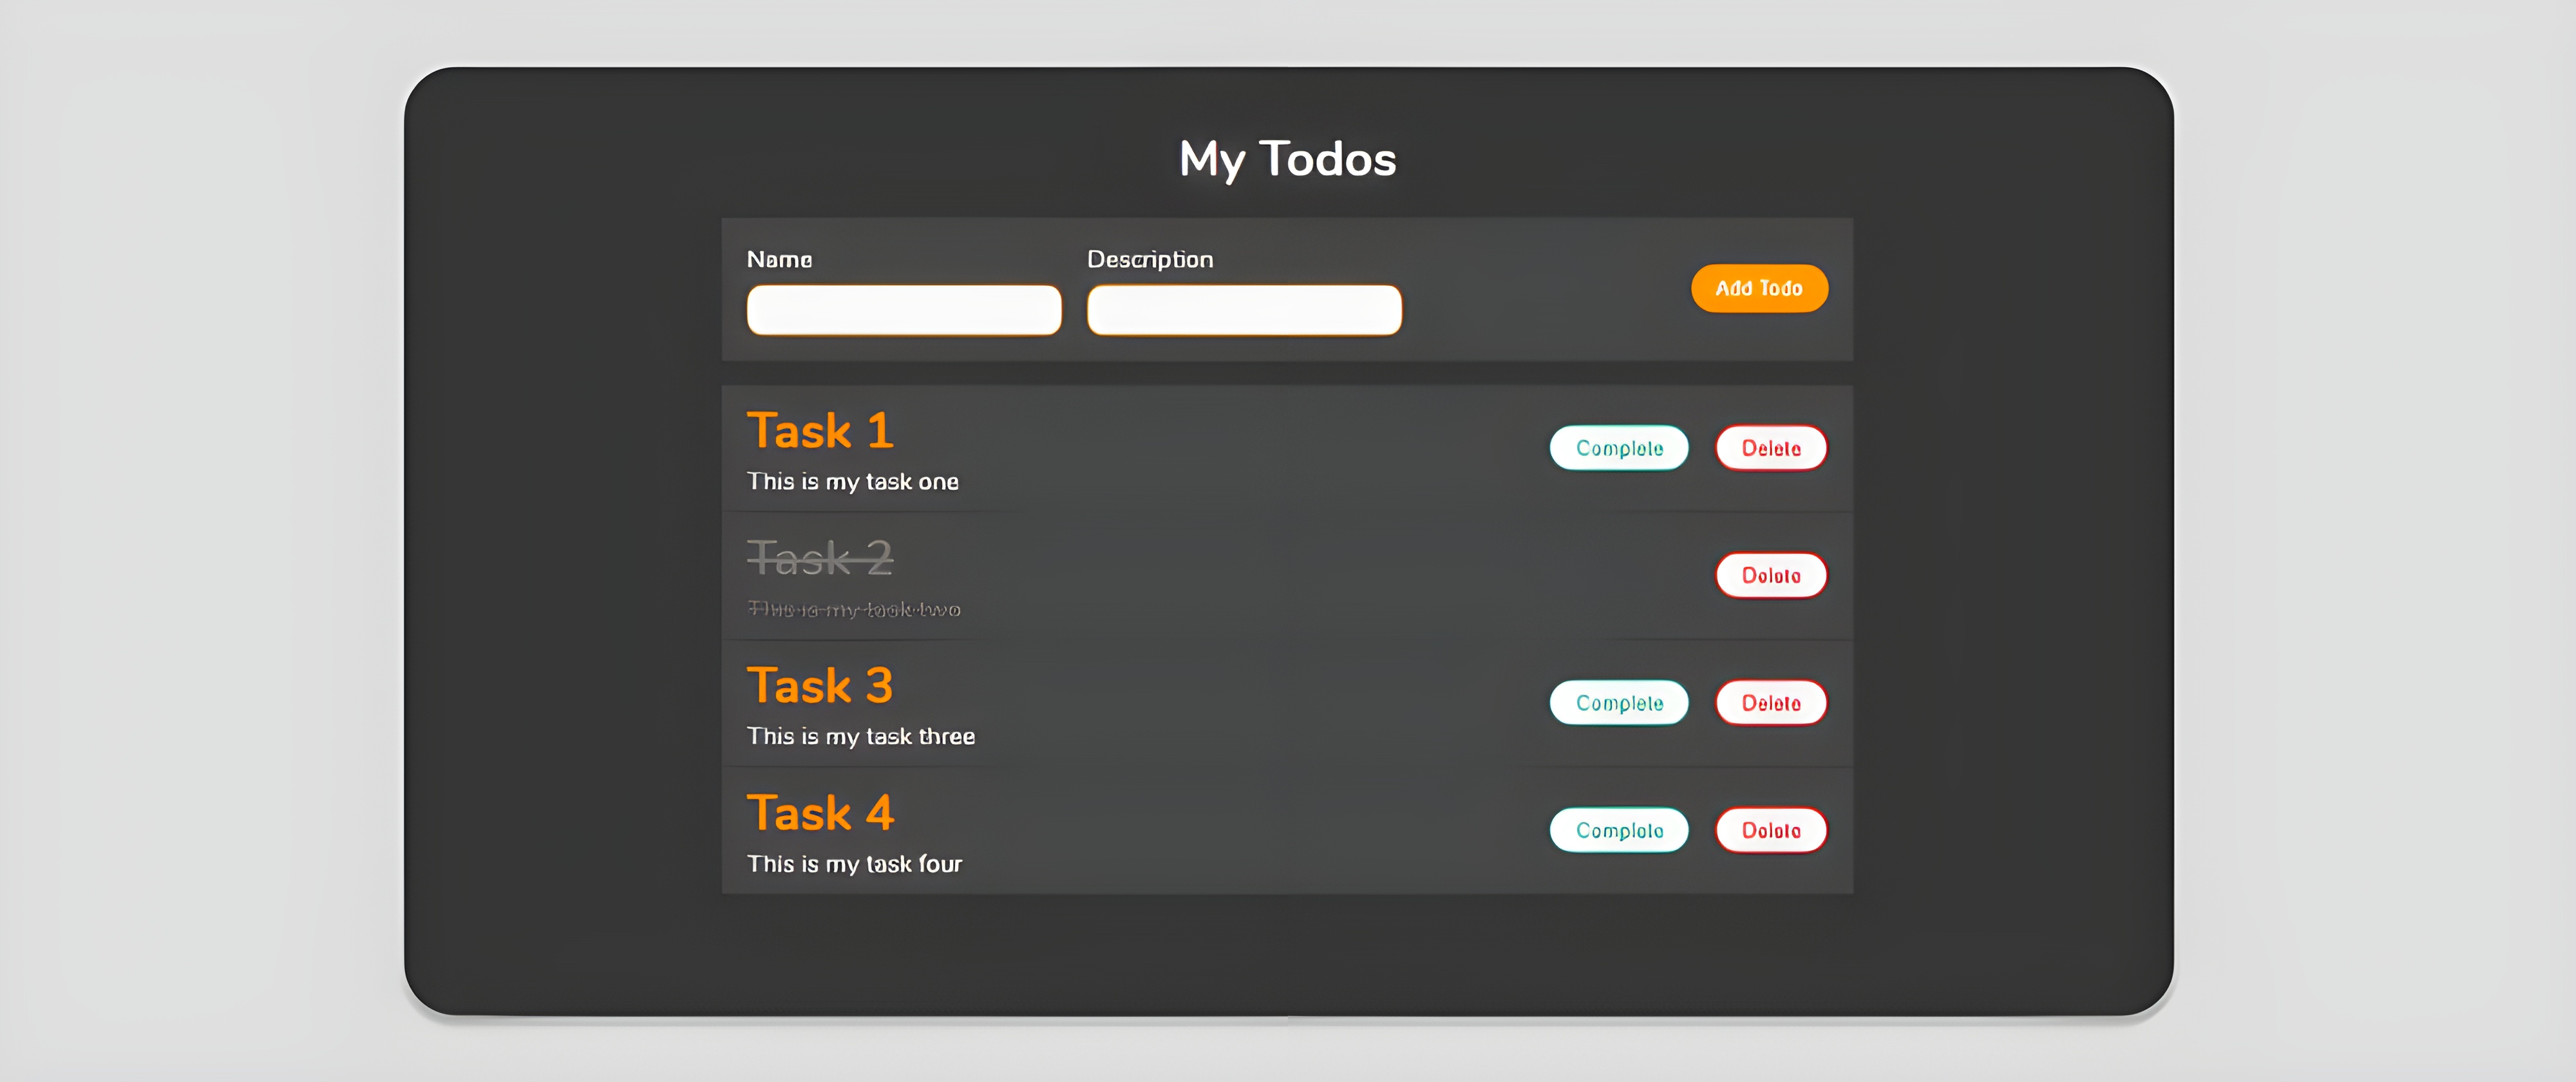 My Todos
Name Description
Add Todo
Task 1
This is my task one
Complete Delete
Task 2
This is my task two
Delete
Task 3
This is my task three
Complete Delete
Task 4
This is my task four
Complete Delete